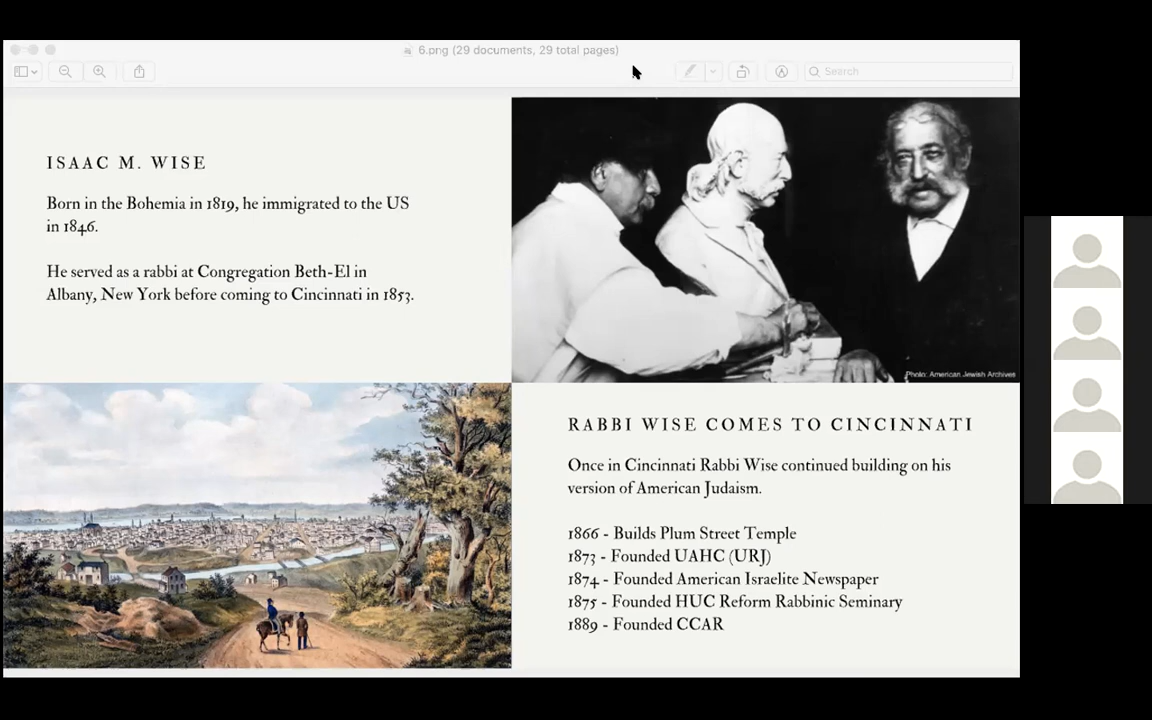 6.png (29 documents, 29 total pages)
Search
ISAAC M. WISE
Born in the Bohemia in 1819, he immigrated to the US
in 1846.
He served as a rabbi at Congregation Beth-El in
Albany, New York before coming to Cincinnati in 1853.
Photo: American Jewish Archives
RABBI WISE COMES TO CINCINNATI
Once in Cincinnati Rabbi Wise continued building on his
version of American Judaism.
1866 - Builds Plum Street Temple
1873 - Founded UAHC (URJ)
1874 - Founded American Israelite Newspaper
1875 - Founded HUC Reform Rabbinic Seminary
1889 - Founded CCAR